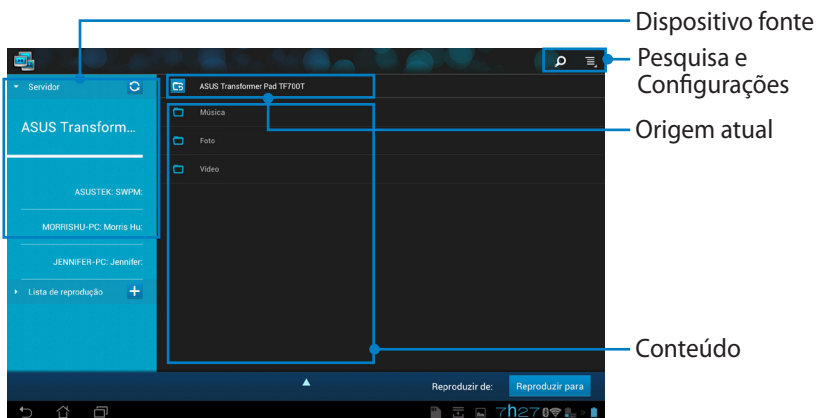 Dispositivo fonte
Pesquisa e
Configurações
Origem atual
Conteúdo
Servidor
ASUS Transform...
ASUSTEK: SWPM:
MORRISHU-PC: Morris Hu:
JENNIFER-PC: Jennifer:
Lista de reprodução
ASUS Transformer Pad TF700T
Música
Foto
Vídeo
Reproduzir de:
Reproduzir para
7h27